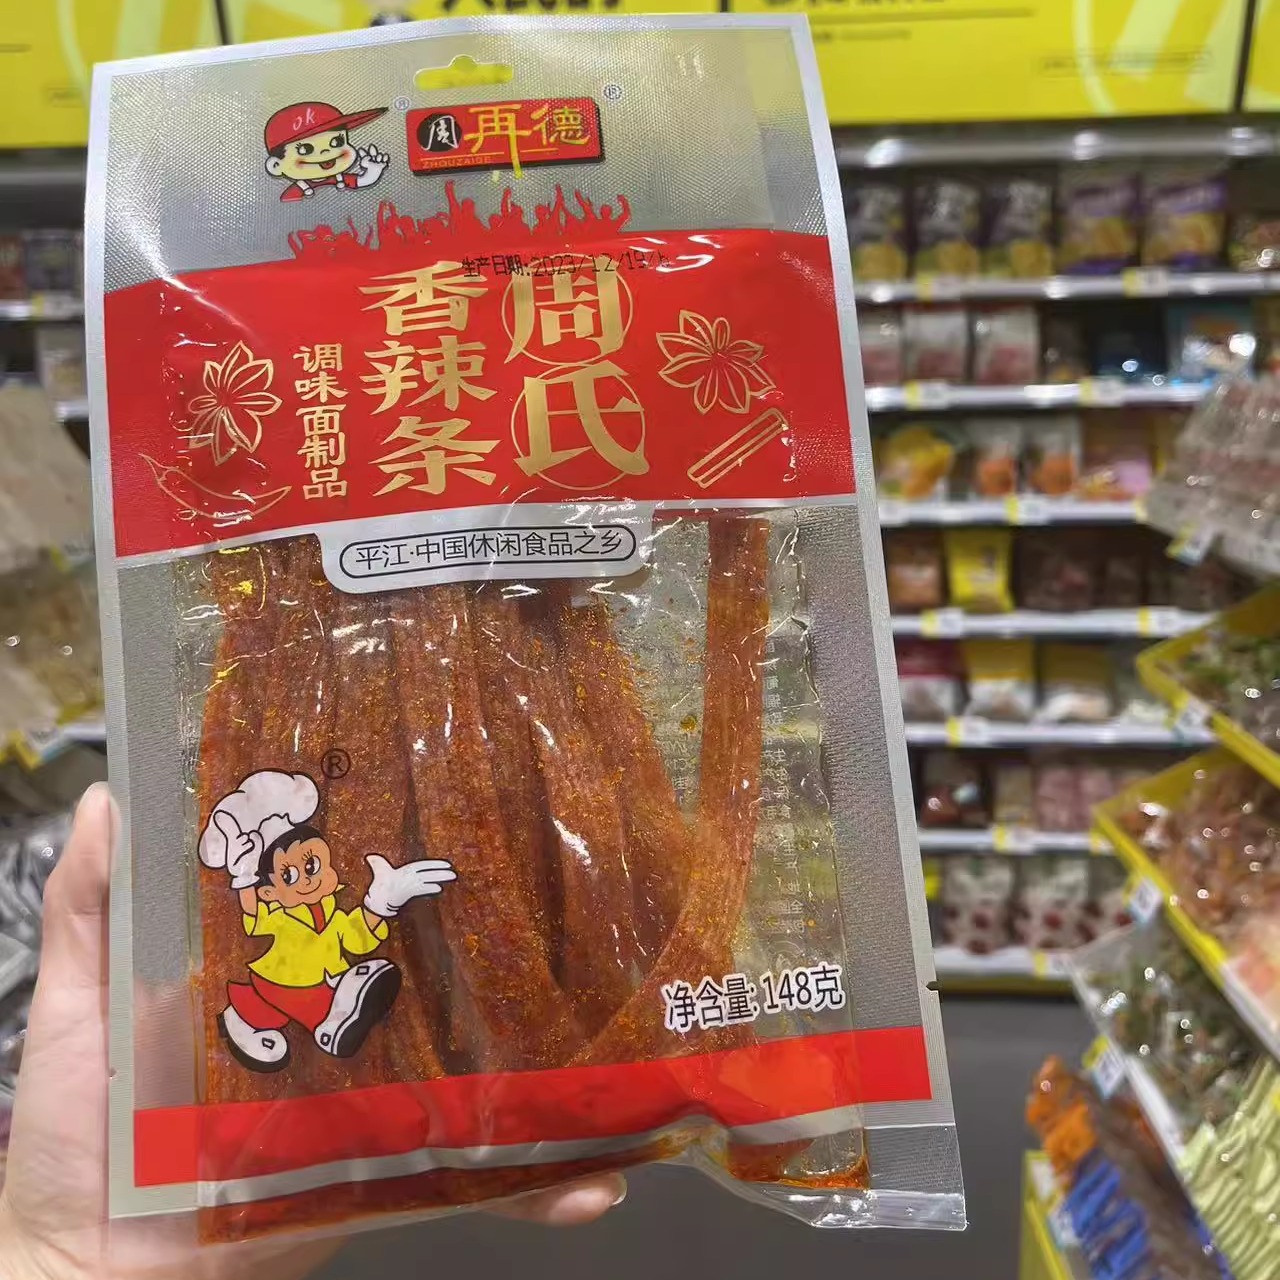 ok
®
周再德
®
ZHOUZAIDE
生产日期:2023/12/19/
周氏
香辣条
调味面制品
平江·中国休闲食品之乡
®
净含量:148克